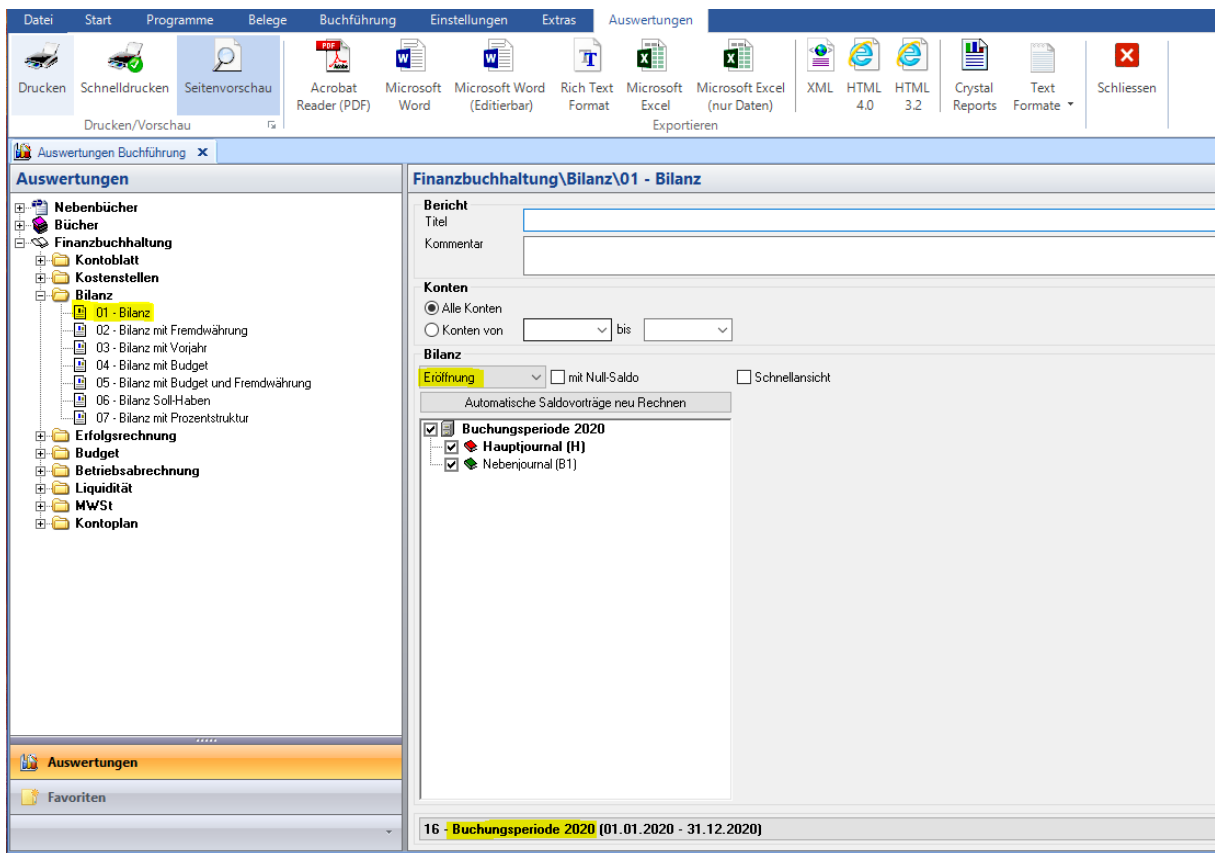 Datei Start Programme Belege Buchführung Einstellungen Extras Auswertungen
Drucken Schnelldrucken Seitenvorschau Acrobat Reader (PDF) Microsoft Word Microsoft Word (Editierbar) Rich Text Format Microsoft Excel Microsoft Excel (nur Daten) XML HTML 4.0 HTML 3.2 Crystal Reports Text Formate Schliessen
Drucken/Vorschau Exportieren
Auswertungen Buchführung
Auswertungen
Nebenbücher
Bücher
Finanzbuchhaltung
Kontoblatt
Kostenstellen
Bilanz
01 - Bilanz
02 - Bilanz mit Fremdwährung
03 - Bilanz mit Vorjahr
04 - Bilanz mit Budget
05 - Bilanz mit Budget und Fremdwährung
06 - Bilanz Soll-Haben
07 - Bilanz mit Prozentstruktur
Erfolgsrechnung
Budget
Betriebsabrechnung
Liquidität
MWSt
Kontoplan
Auswertungen
Favoriten
Finanzbuchhaltung\Bilanz\01 - Bilanz
Bericht
Titel
Kommentar
Konten
Alle Konten
Konten von bis
Bilanz
Eröffnung mit Null-Saldo Schnellansicht
Automatische Saldovorträge neu Rechnen
Buchungsperiode 2020
Hauptjournal (H)
Nebenjournal (B1)
16 - Buchungsperiode 2020 (01.01.2020 - 31.12.2020)